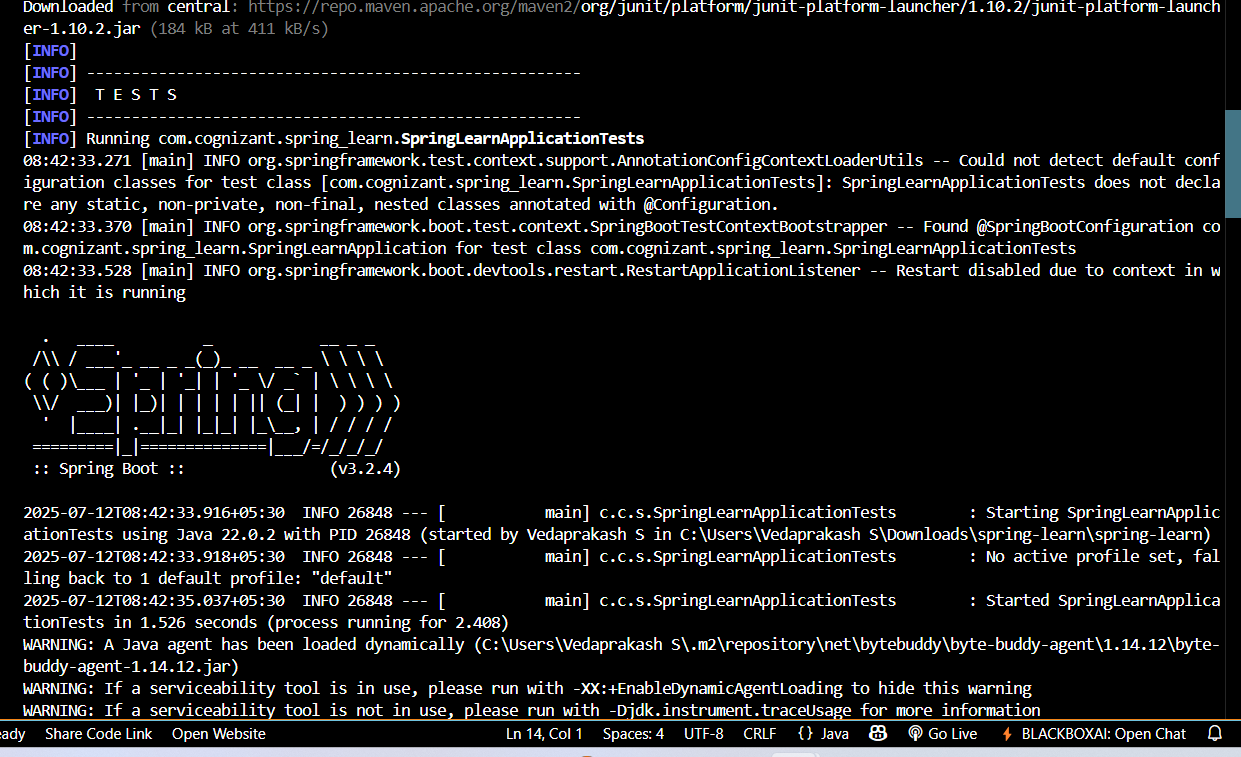 Downloaded from central: https://repo.maven.apache.org/maven2/org/junit/platform/junit-platform-launcher/1.10.2/junit-platform-launch
er-1.10.2.jar (184 kB at 411 kB/s)
[INFO]
[INFO] -------------------------------------------------------
[INFO]  T E S T S
[INFO] -------------------------------------------------------
[INFO] Running com.cognizant.spring_learn.SpringLearnApplicationTests
08:42:33.271 [main] INFO org.springframework.test.context.support.AnnotationConfigContextLoaderUtils -- Could not detect default conf
iguration classes for test class [com.cognizant.spring_learn.SpringLearnApplicationTests]: SpringLearnApplicationTests does not decla
re any static, non-private, non-final, nested classes annotated with @Configuration.
08:42:33.370 [main] INFO org.springframework.boot.test.context.SpringBootTestContextBootstrapper -- Found @SpringBootConfiguration co
m.cognizant.spring_learn.SpringLearnApplication for test class com.cognizant.spring_learn.SpringLearnApplicationTests
08:42:33.528 [main] INFO org.springframework.boot.devtools.restart.RestartApplicationListener -- Restart disabled due to context in w
hich it is running
  .   ____          _            __ _ _
 /\\ / ___'_ __ _ _(_)_ __  __ _ \ \ \ \
( ( )\___ | '_ | '_| | '_ \/ _` | \ \ \ \
 \\/  ___)| |_)| | | | | || (_| |  ) ) ) )
  '  |____| .__|_| |_|_| |_\__, | / / / /
 =========|_|==============|___/=/_/_/_/
 :: Spring Boot ::                (v3.2.4)
2025-07-12T08:42:33.916+05:30  INFO 26848 --- [           main] c.c.s.SpringLearnApplicationTests        : Starting SpringLearnApplic
ationTests using Java 22.0.2 with PID 26848 (started by Vedaprakash S in C:\Users\Vedaprakash S\Downloads\spring-learn\spring-learn)
2025-07-12T08:42:33.918+05:30  INFO 26848 --- [           main] c.c.s.SpringLearnApplicationTests        : No active profile set, fal
ling back to 1 default profile: "default"
2025-07-12T08:42:35.037+05:30  INFO 26848 --- [           main] c.c.s.SpringLearnApplicationTests        : Started SpringLearnApplica
tionTests in 1.526 seconds (process running for 2.408)
WARNING: A Java agent has been loaded dynamically (C:\Users\Vedaprakash S\.m2\repository\net\bytebuddy\byte-buddy-agent\1.14.12\byte-
buddy-agent-1.14.12.jar)
WARNING: If a serviceability tool is in use, please run with -XX:+EnableDynamicAgentLoading to hide this warning
WARNING: If a serviceability tool is not in use, please run with -Djdk.instrument.traceUsage for more information
eady Share Code Link Open Website Ln 14, Col 1 Spaces: 4 UTF-8 CRLF {} Java Go Live BLACKBOXAI: Open Chat